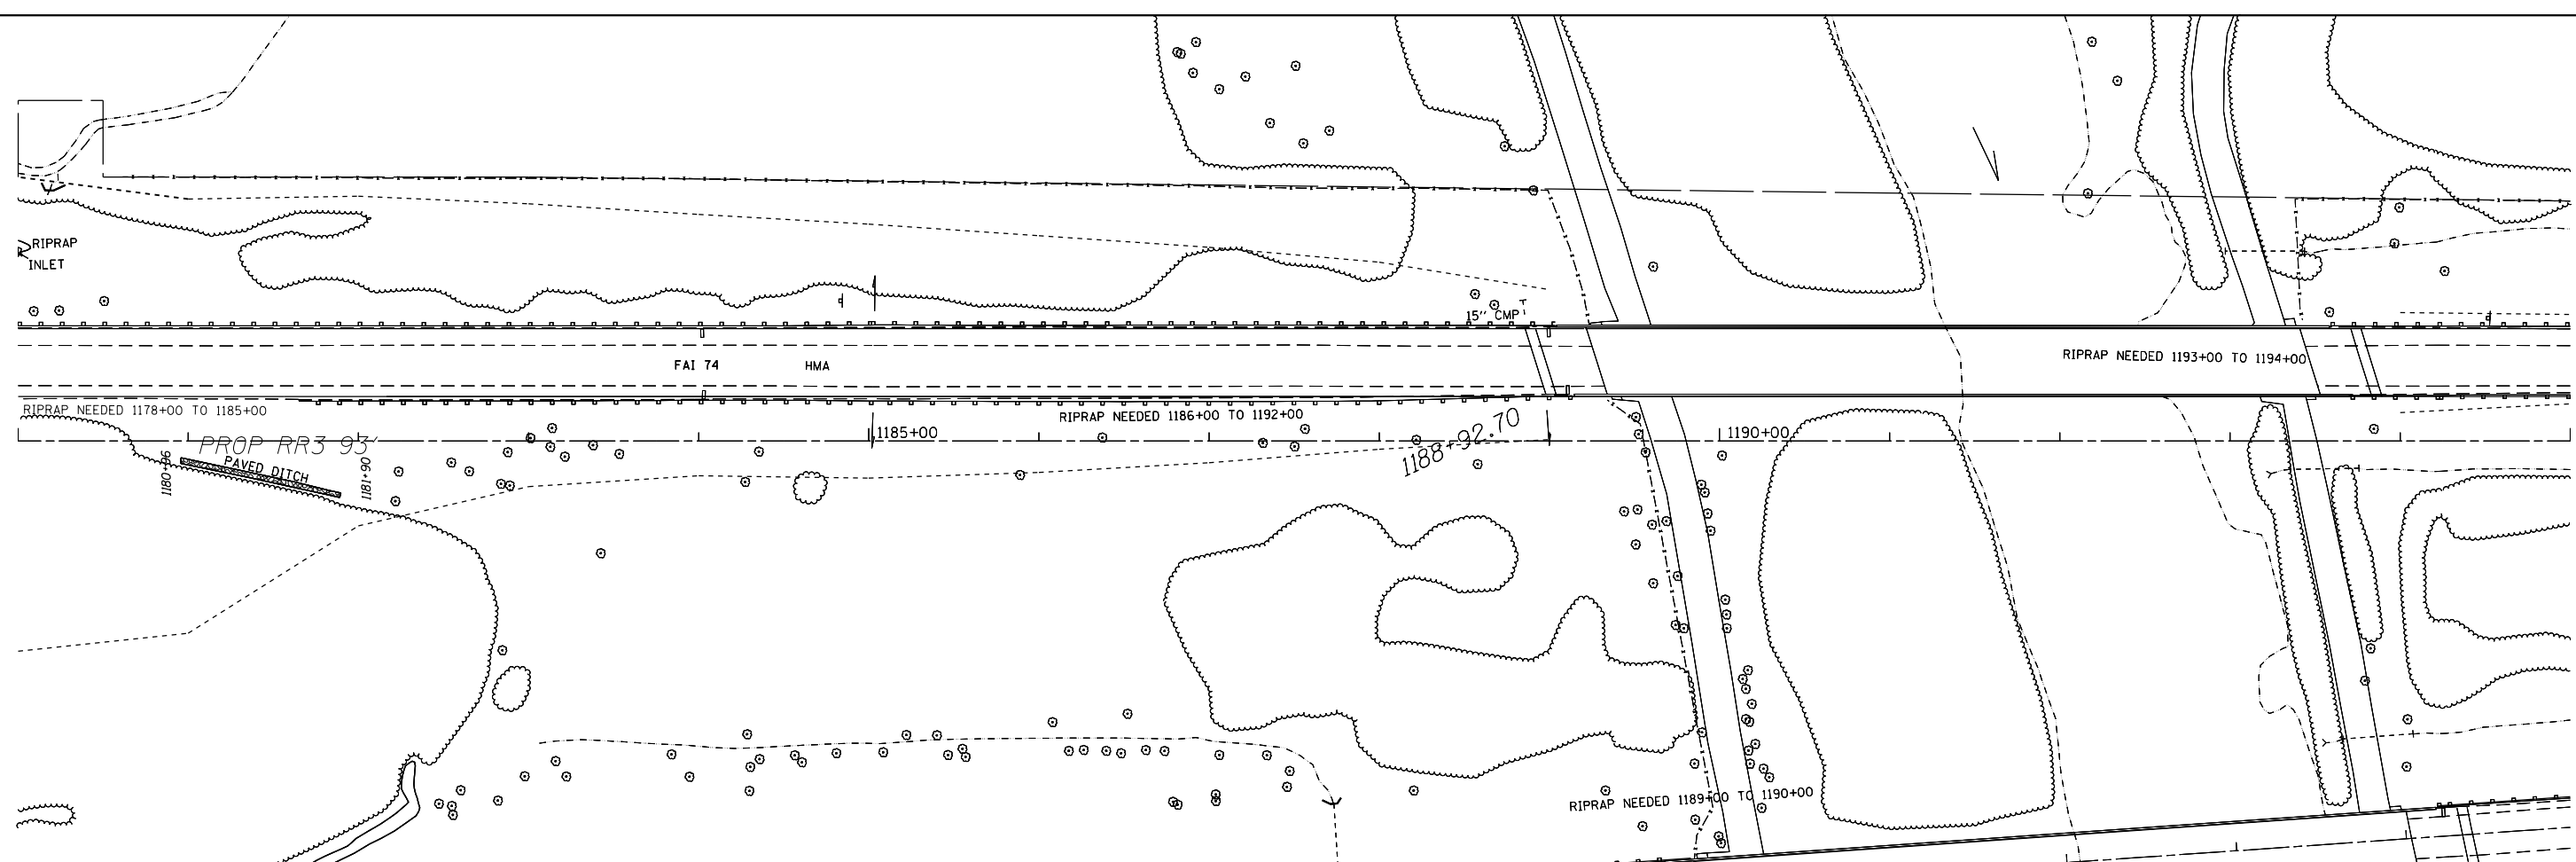 RIPRAP
INLET
15" CMP
FAI 74
HMA
RIPRAP NEEDED 1193+00 TO 1194+00
RIPRAP NEEDED 1178+00 TO 1185+00
RIPRAP NEEDED 1186+00 TO 1192+00
PROP RR3 93'
1185+00
1188+92.70
1190+00
1180+96
PAVED DITCH
1181+90
RIPRAP NEEDED 1189+00 TO 1190+00